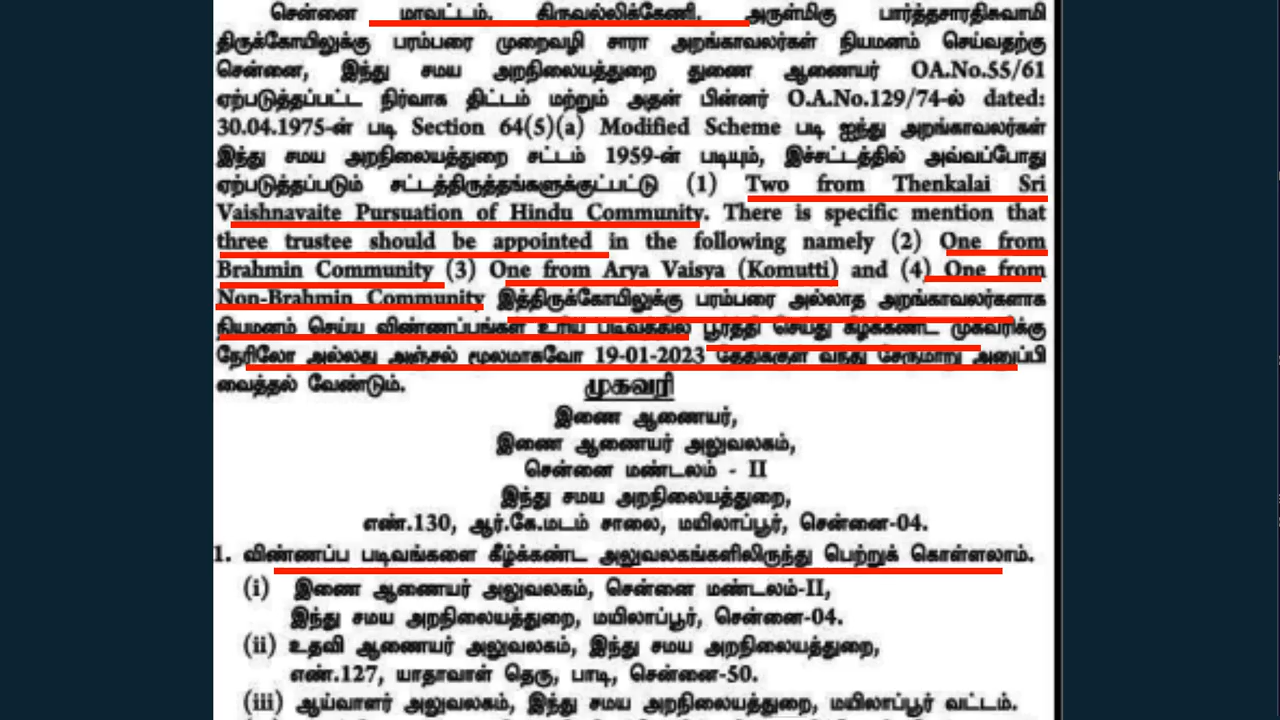 சென்னை மாவட்டம். திருவல்லிக்கேணி. அருள்மிகு பார்த்தசாரதிசுவாமி
திருக்கோயிலுக்கு பரம்பரை முறைவழி சாரா அறங்காவலர்கள் நியமனம் செய்வதற்கு
சென்னை, இந்து சமய அறநிலையத்துறை துணை ஆணையர் OA.No.55/61
ஏற்படுத்தப்பட்ட நிர்வாக திட்டம் மற்றும் அதன் பின்னர் O.A.No.129/74-ல் dated:
30.04.1975-ன் படி Section 64(5)(a) Modified Scheme படி ஐந்து அறங்காவலர்கள்
இந்து சமய அறநிலையத்துறை சட்டம் 1959-ன் படியும், இச்சட்டத்தில் அவ்வப்போது
ஏற்படுத்தப்படும் சட்டத்திருத்தங்களுக்குட்பட்டு (1) Two from Thenkalai Sri
Vaishnavaite Pursuation of Hindu Community. There is specific mention that
three trustee should be appointed in the following namely (2) One from
Brahmin Community (3) One from Arya Vaisya (Komutti) and (4) One from
Non-Brahmin Community இத்திருக்கோயிலுக்கு பரம்பரை அல்லாத அறங்காவலர்களாக
நியமனம் செய்ய விண்ணப்பங்கள் உரிய படிவத்தில் பூர்த்தி செய்து கீழ்க்கண்ட முகவரிக்கு
நேரிலோ அல்லது அஞ்சல் மூலமாகவோ 19-01-2023 தேதிக்குள் வந்து சேருமாறு அனுப்பி
வைத்தல் வேண்டும். முகவரி
இணை ஆணையர்,
இணை ஆணையர் அலுவலகம்,
சென்னை மண்டலம் - II
இந்து சமய அறநிலையத்துறை,
எண்.130, ஆர்.கே.மடம் சாலை, மயிலாப்பூர், சென்னை-04.
1. விண்ணப்ப படிவங்களை கீழ்க்கண்ட அலுவலகங்களிலிருந்து பெற்றுக் கொள்ளலாம்.
(i) இணை ஆணையர் அலுவலகம், சென்னை மண்டலம்-II,
இந்து சமய அறநிலையத்துறை, மயிலாப்பூர், சென்னை-04.
(ii) உதவி ஆணையர் அலுவலகம், இந்து சமய அறநிலையத்துறை,
எண்.127, யாதாவாள் தெரு, பாடி, சென்னை-50.
(iii) ஆய்வாளர் அலுவலகம், இந்து சமய அறநிலையத்துறை, மயிலாப்பூர் வட்டம்.